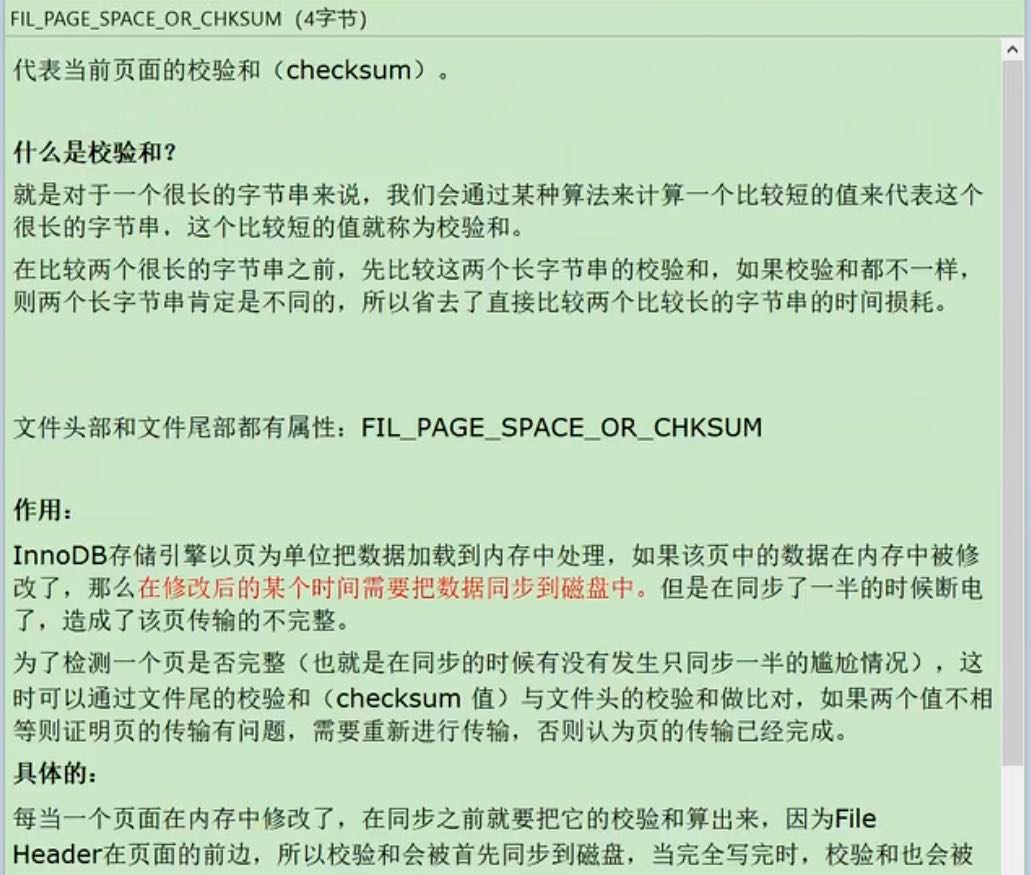 FIL_PAGE_SPACE_OR_CHKSUM（4字节）
代表当前页面的校验和（checksum）。
什么是校验和？
就是对于一个很长的字节串来说，我们会通过某种算法来计算一个比较短的值来代表这个
很长的字节串，这个比较短的值就称为校验和。
在比较两个很长的字节串之前，先比较这两个长字节串的校验和，如果校验和都不一样，
则两个长字节串肯定是不同的，所以省去了直接比较两个比较长的字节串的时间损耗。
文件头部和文件尾部都有属性：FIL_PAGE_SPACE_OR_CHKSUM
作用：
InnoDB存储引擎以页为单位把数据加载到内存中处理，如果该页中的数据在内存中被修
改了，那么在修改后的某个时间需要把数据同步到磁盘中。但是在同步了一半的时候断电
了，造成了该页传输的不完整。
为了检测一个页是否完整（也就是在同步的时候有没有发生只同步一半的尴尬情况），这
时可以通过文件尾的校验和（checksum 值）与文件头的校验和做比对，如果两个值不相
等则证明页的传输有问题，需要重新进行传输，否则认为页的传输已经完成。
具体的：
每当一个页面在内存中修改了，在同步之前就要把它的校验和算出来，因为File
Header在页面的前边，所以校验和会被首先同步到磁盘，当完全写完时，校验和也会被